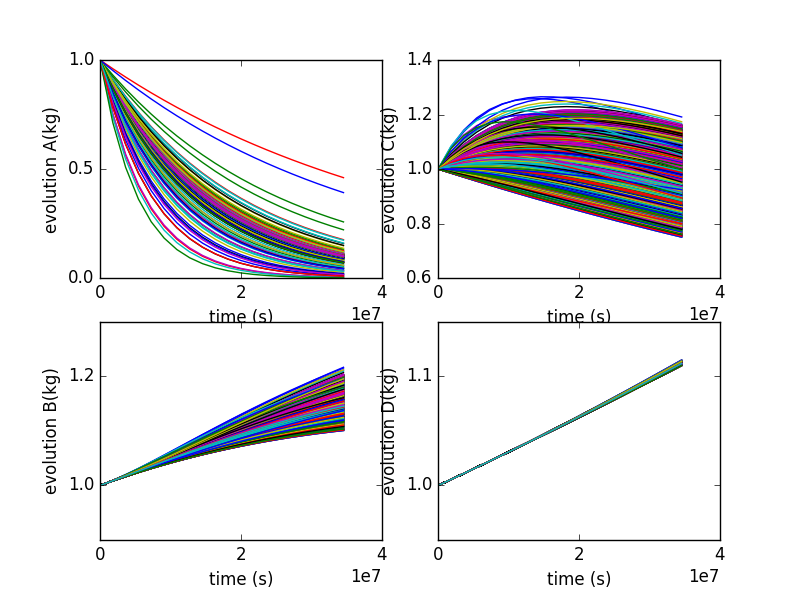 1.0
0.5
0.0
evolution A(kg)
0 2 4
time (s) 1e7
1.4
1.2
1.0
0.8
0.6
evolution C(kg)
0 2 4
time (s) 1e7
1.2
1.0
evolution B(kg)
0 2 4
time (s) 1e7
1.1
1.0
evolution D(kg)
0 2 4
time (s) 1e7